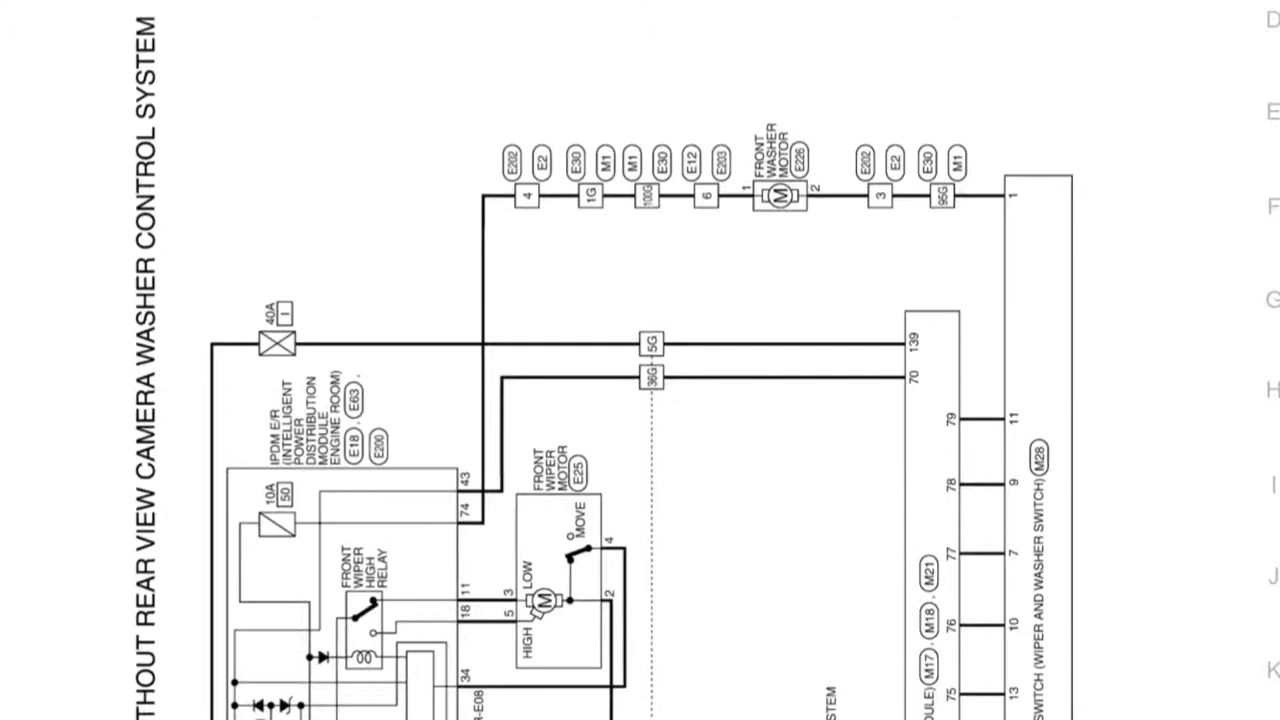 THOUT REAR VIEW CAMERA WASHER CONTROL SYSTEM
40A
I
IPDM E/R
(INTELLIGENT
POWER
DISTRIBUTION
MODULE
ENGINE ROOM)
E18 , E63 ,
E200
10A
50
FRONT
WIPER
HIGH
RELAY
43
74
11
18
34
R-E08
FRONT
WIPER
MOTOR
E25
MOVE
LOW
HIGH
M
3
5
4
2
E202
E2
4
E30
M1
1G
M1
E30
100G
E12
E203
6
FRONT
WASHER
MOTOR
E226
1
M
2
E202
E2
3
E30
M1
95G
1
5G
36G
139
70
79
78
77
76
75
11
9
7
10
13
STEM
DULE) M17 , M18 , M21
SWITCH (WIPER AND WASHER SWITCH) M28
D
E
F
G
H
I
J
K